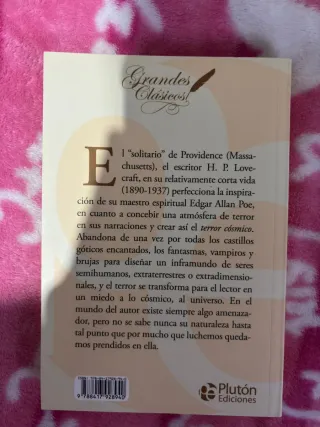 Grandes
Clásicos
El "solitario" de Providence (Massa-
chusetts), el escritor H. P. Love-
craft, en su relativamente corta vida
(1890-1937) perfecciona la inspira-
ción de su maestro espiritual Edgar Allan Poe,
en cuanto a concebir una atmósfera de terror
en sus narraciones y crear así el terror cósmico.
Abandona de una vez por todas los castillos
góticos encantados, los fantasmas, vampiros y
brujas para diseñar un inframundo de seres
semihumanos, extraterrestres o extradimensio-
nales, y el terror se transforma para el lector en
un miedo a lo cósmico, al universo. En el
mundo del autor existe siempre algo amenaza-
dor, pero no se sabe nunca su naturaleza hasta
tal punto que por mucho que luchemos queda-
mos prendidos en ella.
9 788417 928940
Plutón
Ediciones